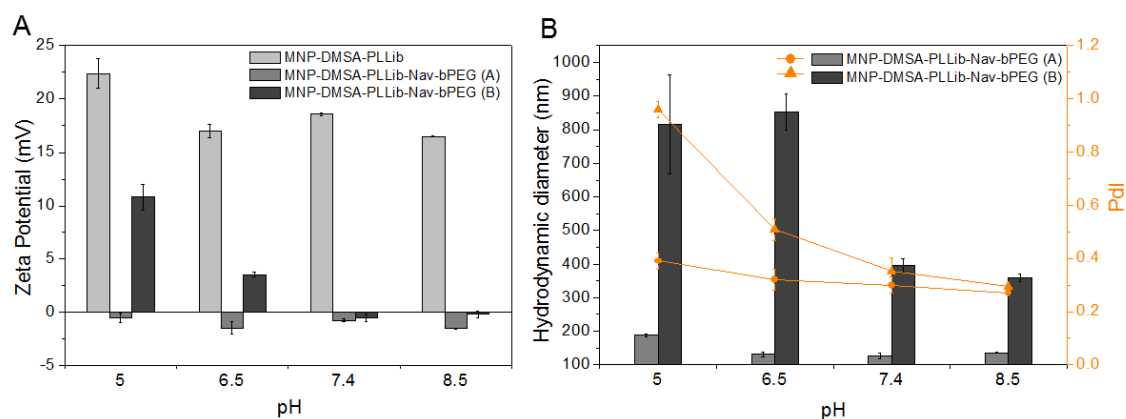 A
Zeta Potential (mV)
25
20
15
10
5
0
-5
MNP-DMSA-PLLib
MNP-DMSA-PLLib-Nav-bPEG (A)
MNP-DMSA-PLLib-Nav-bPEG (B)
5
6.5
7.4
8.5
pH
B
Hydrodynamic diameter (nm)
1000
900
800
700
600
500
400
300
200
100
MNP-DMSA-PLLib-Nav-bPEG (A)
MNP-DMSA-PLLib-Nav-bPEG (B)
5
6.5
7.4
8.5
pH
1.2
1.0
0.8
0.6
0.4
0.2
0.0
PdI